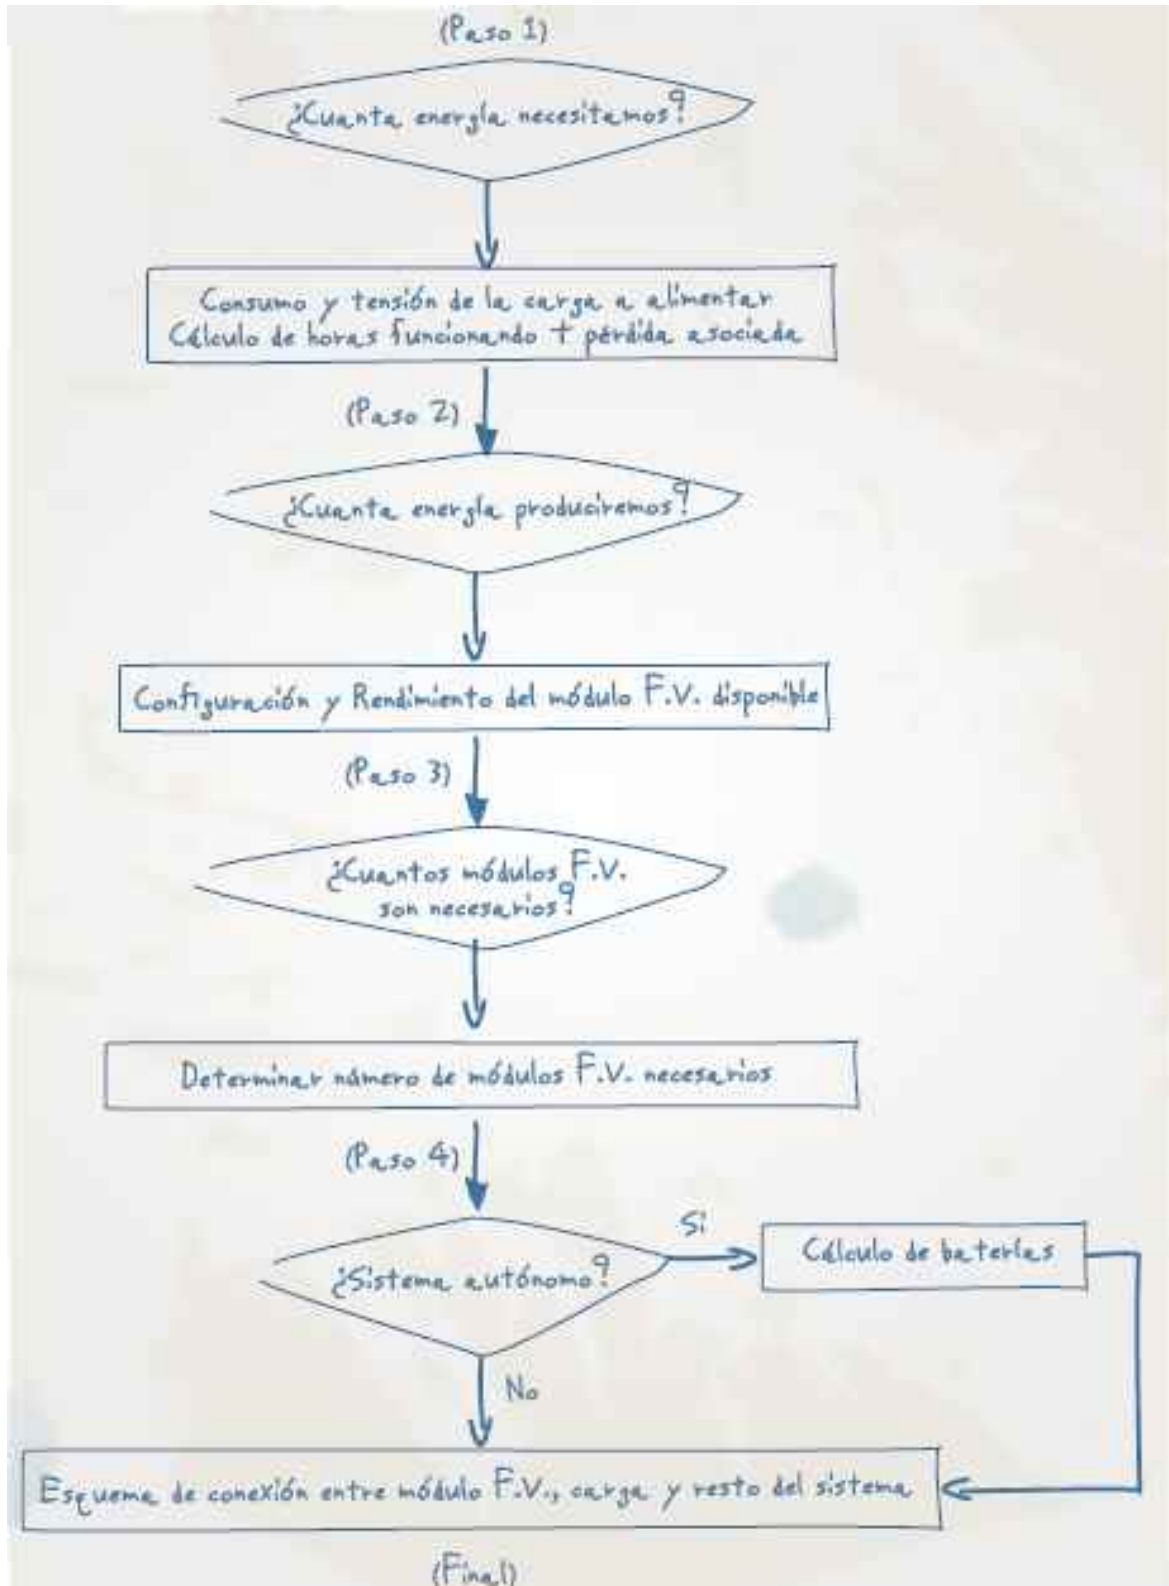 (Paso 1)
¿Cuanta energía necesitamos?
Consumo y tensión de la carga a alimentar
Cálculo de horas funcionando + pérdida asociada
(Paso 2)
¿Cuanta energía produciremos?
Configuración y Rendimiento del módulo F.V. disponible
(Paso 3)
¿Cuantos módulos F.V.
son necesarios?
Determinar número de módulos F.V. necesarios
(Paso 4)
Si
¿Sistema autónomo?
Cálculo de baterías
No
Esquema de conexión entre módulo F.V., carga y resto del sistema
(Final)